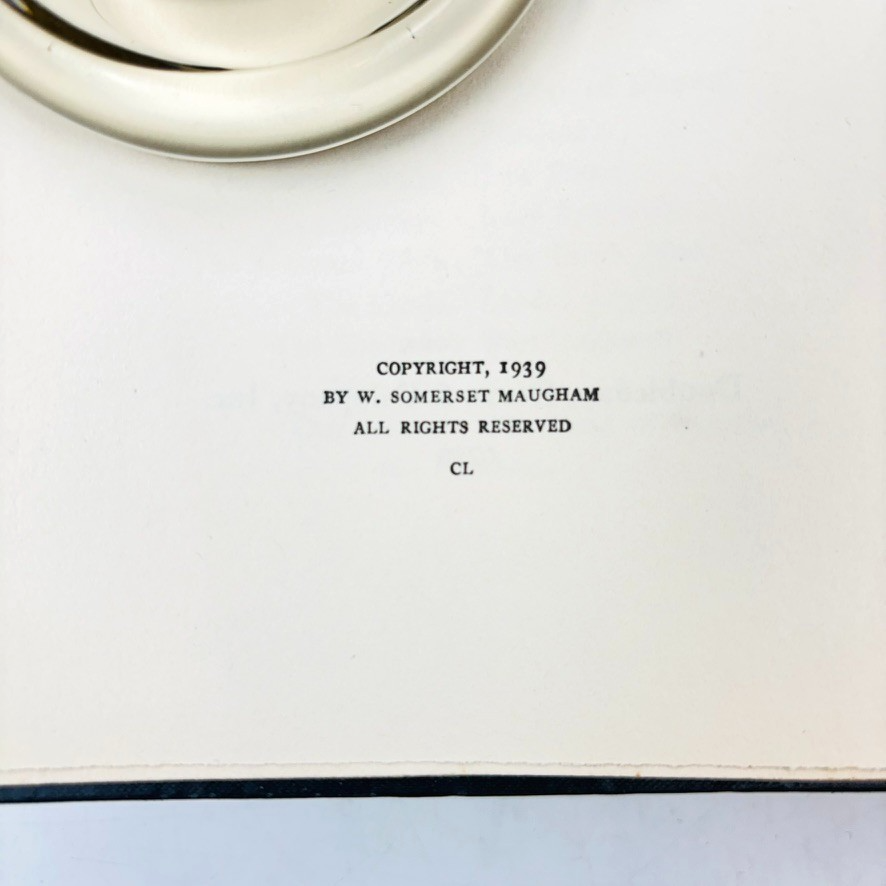 COPYRIGHT, 1939
BY W. SOMERSET MAUGHAM
ALL RIGHTS RESERVED
CL